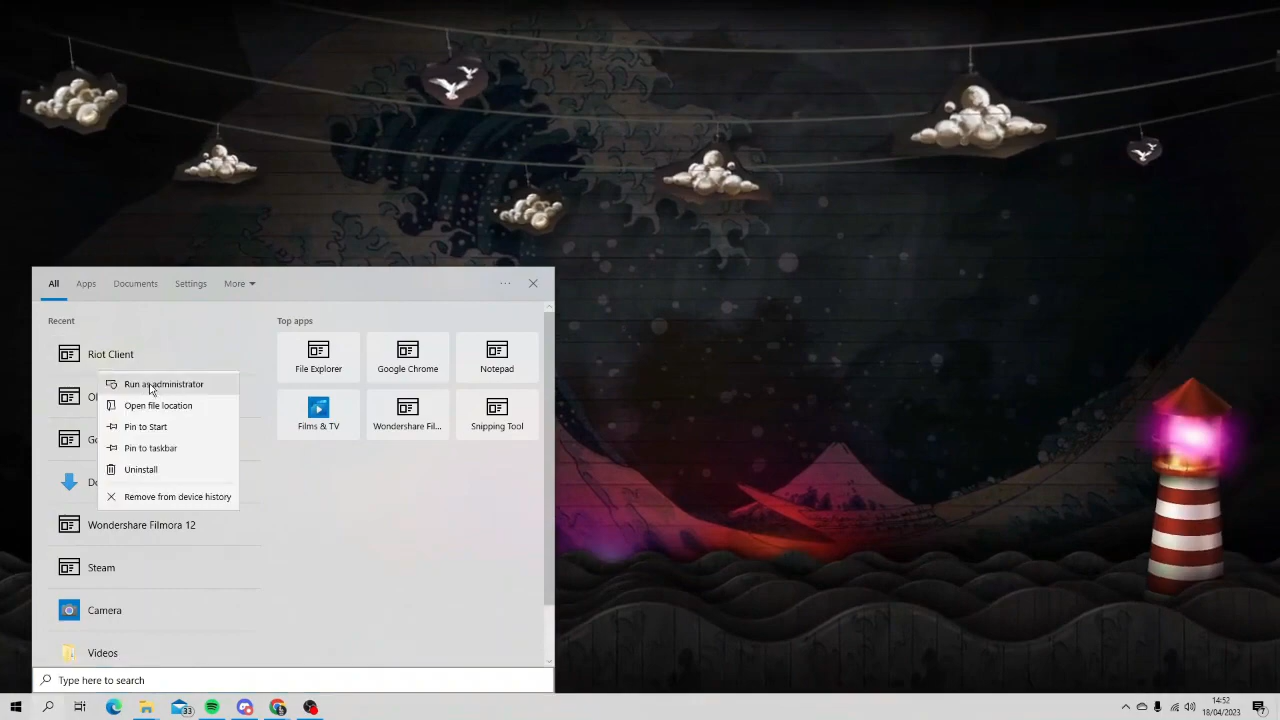 All
Apps
Documents
Settings
More
Recent
Top apps
Riot Client
File Explorer
Google Chrome
Notepad
Run as administrator
Open file location
Films & TV
Wondershare Fil...
Snipping Tool
Pin to Start
Pin to taskbar
Uninstall
Remove from device history
Wondershare Filmora 12
Steam
Camera
Videos
Type here to search
33
14:52
18/04/2023